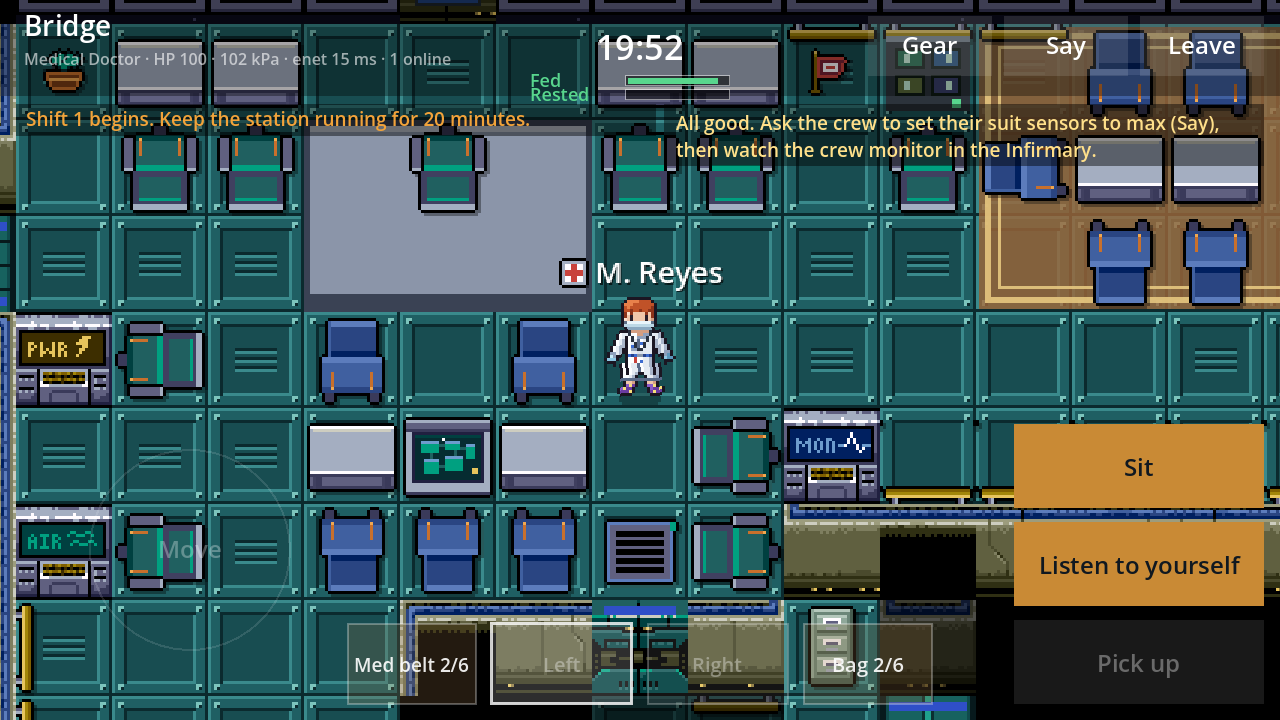 Bridge
Medical Doctor · HP 100 · 102 kPa · enet 15 ms · 1 online
19:52
Fed
Rested
Gear
Say
Leave
Shift 1 begins. Keep the station running for 20 minutes.
All good. Ask the crew to set their suit sensors to max (Say),
then watch the crew monitor in the Infirmary.
M. Reyes
PWR
MON
AIR
Move
Sit
Listen to yourself
Pick up
Med belt 2/6
Left
Right
Bag 2/6